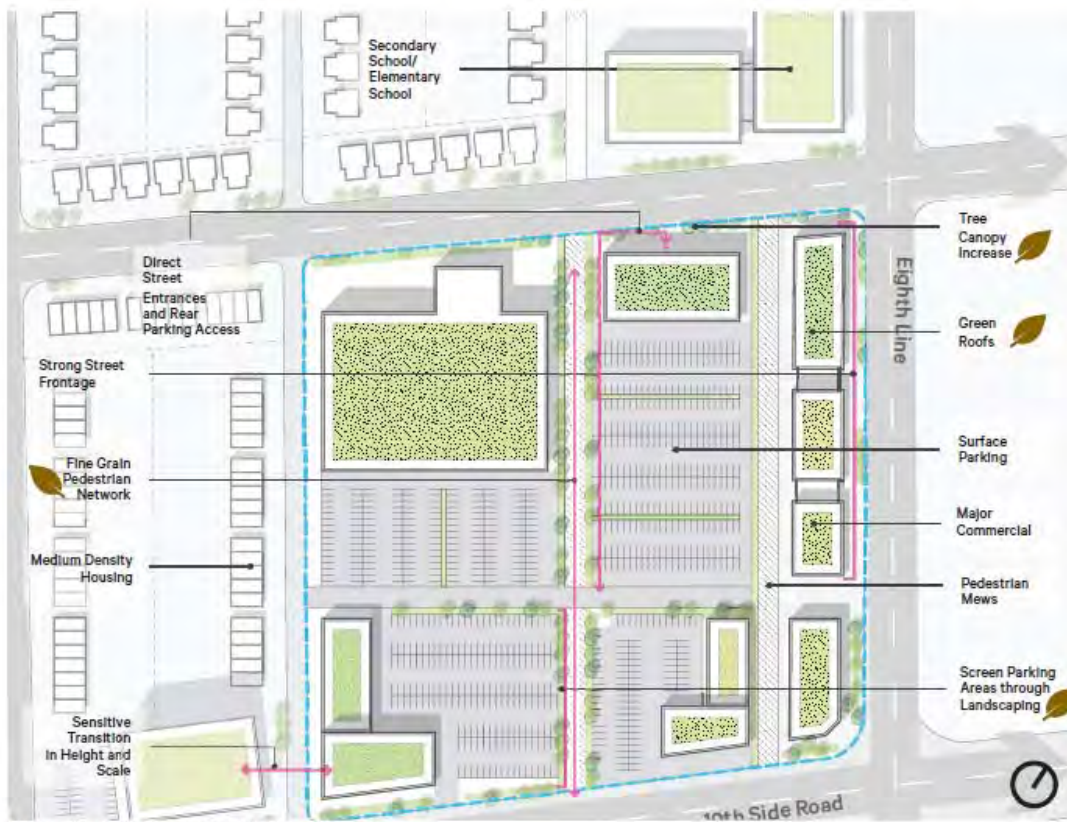 Secondary
School/
Elementary
School
Direct
Street
Entrances
and Rear
Parking Access
Strong Street
Frontage
Fine Grain
Pedestrian
Network
Medium Density
Housing
Sensitive
Transition
in Height and
Scale
Tree
Canopy
Increase
Eighth Line
Green
Roofs
Surface
Parking
Major
Commercial
Pedestrian
Mews
Screen Parking
Areas through
Landscaping
10th Side Road